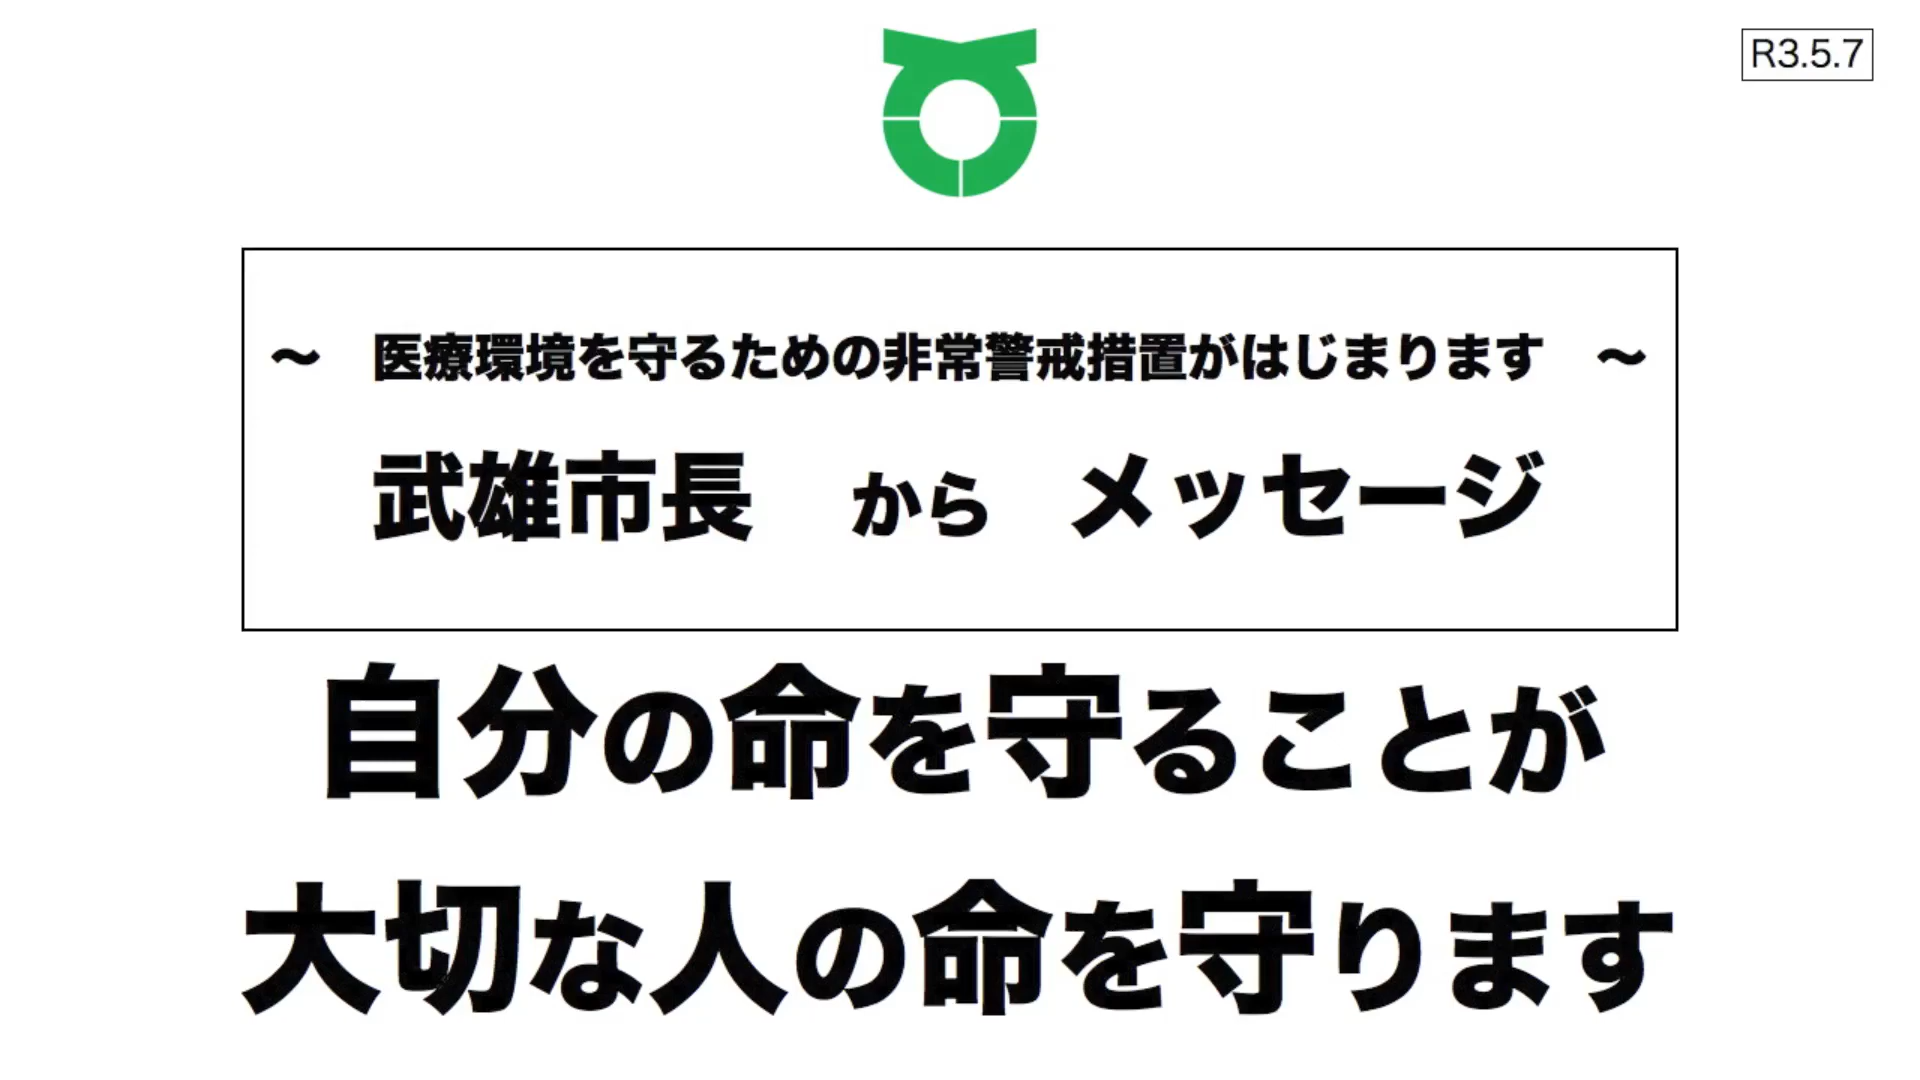 R3.5.7
～　医療環境を守るための非常警戒措置がはじまります　～
武雄市長　から　メッセージ
自分の命を守ることが
大切な人の命を守ります